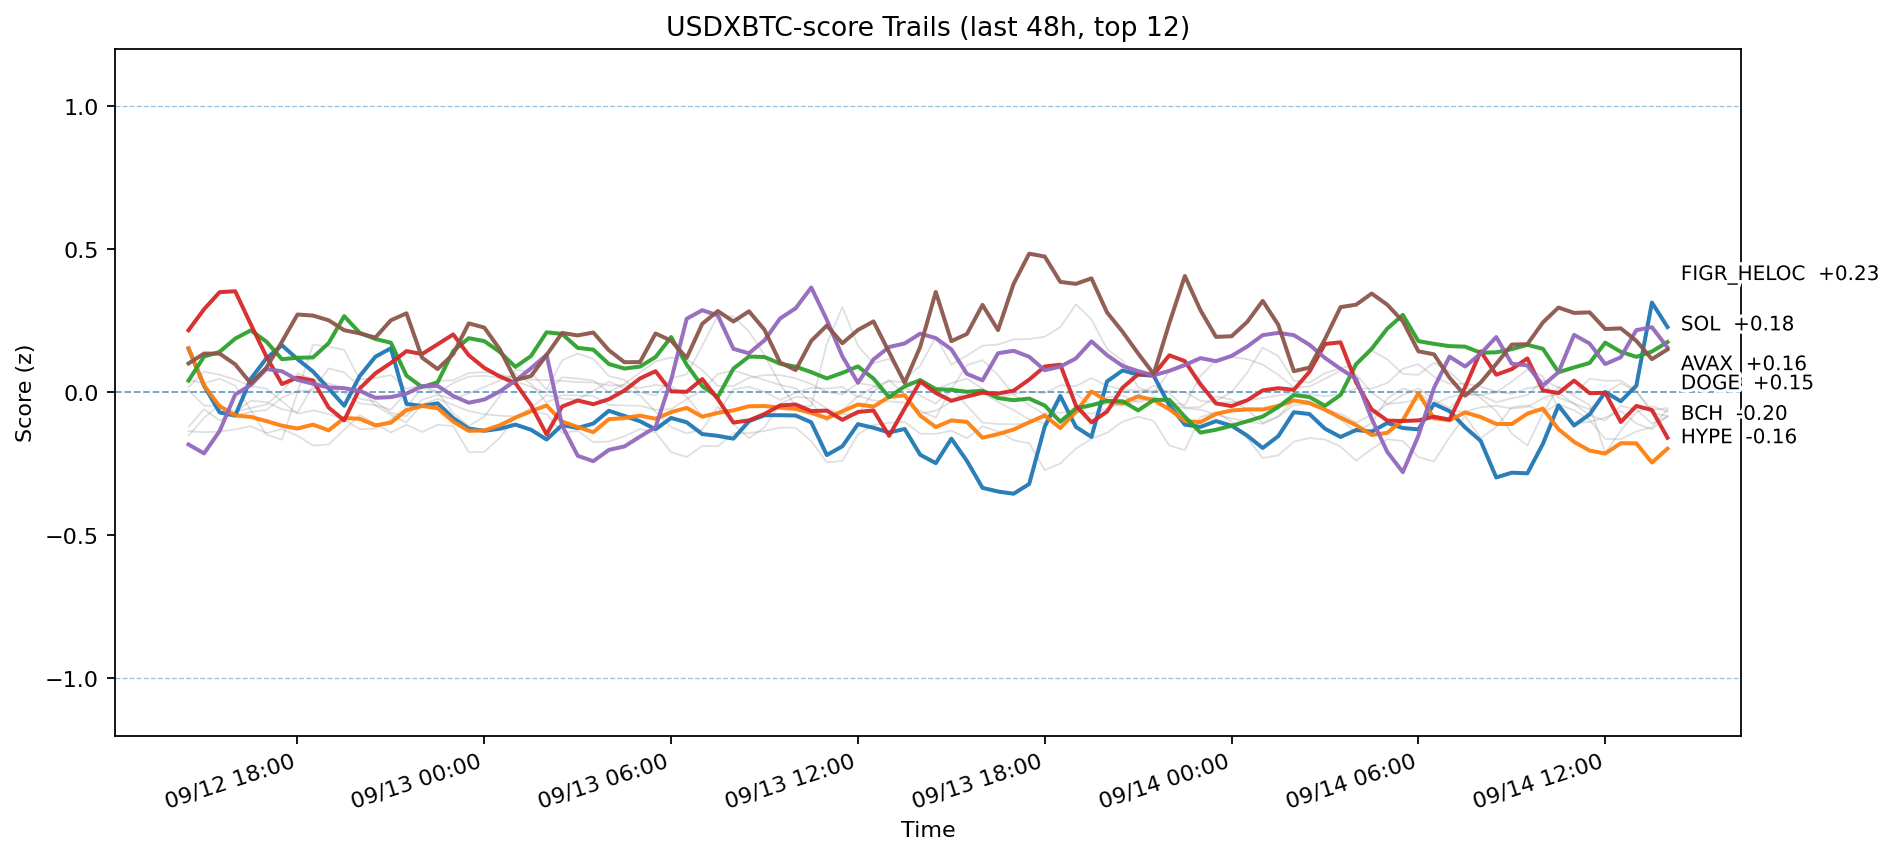 USDXBTC-score Trails (last 48h, top 12)
Score (z)
1.0
0.5
0.0
−0.5
−1.0
FIGR_HELOC +0.23
SOL +0.18
AVAX +0.16
DOGE +0.15
BCH -0.20
HYPE -0.16
09/12 18:00
09/13 00:00
09/13 06:00
09/13 12:00
09/13 18:00
09/14 00:00
09/14 06:00
09/14 12:00
Time